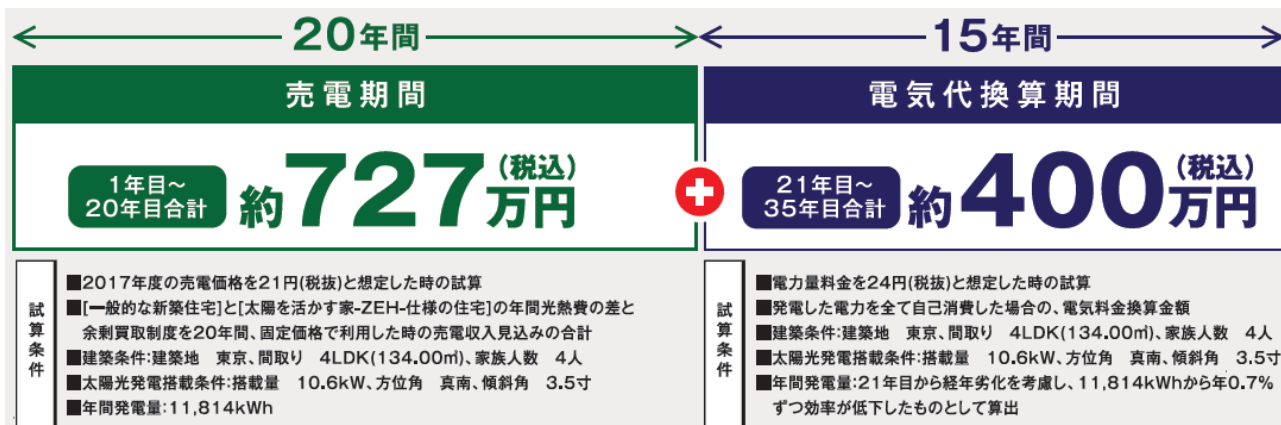 20年間
売電期間
1年目～
20年目合計
約727万円(税込)
■2017年度の売電価格を21円(税抜)と想定した時の試算
■[一般的な新築住宅]と[太陽を活かす家-ZEH-仕様の住宅]の年間光熱費の差と
余剰買取制度を20年間、固定価格で利用した時の売電収入見込みの合計
■建築条件:建築地　東京、間取り　4LDK(134.00㎡)、家族人数　4人
■太陽光発電搭載条件:搭載量　10.6kW、方位角　真南、傾斜角　3.5寸
■年間発電量:11,814kWh
試算条件
15年間
電気代換算期間
21年目～
35年目合計
約400万円(税込)
■電力量料金を24円(税抜)と想定した時の試算
■発電した電力を全て自己消費した場合の、電気料金換算金額
■建築条件:建築地　東京、間取り　4LDK(134.00㎡)、家族人数　4人
■太陽光発電搭載条件:搭載量　10.6kW、方位角　真南、傾斜角　3.5寸
■年間発電量:21年目から経年劣化を考慮し、11,814kWhから年0.7%
ずつ効率が低下したものとして算出
試算条件